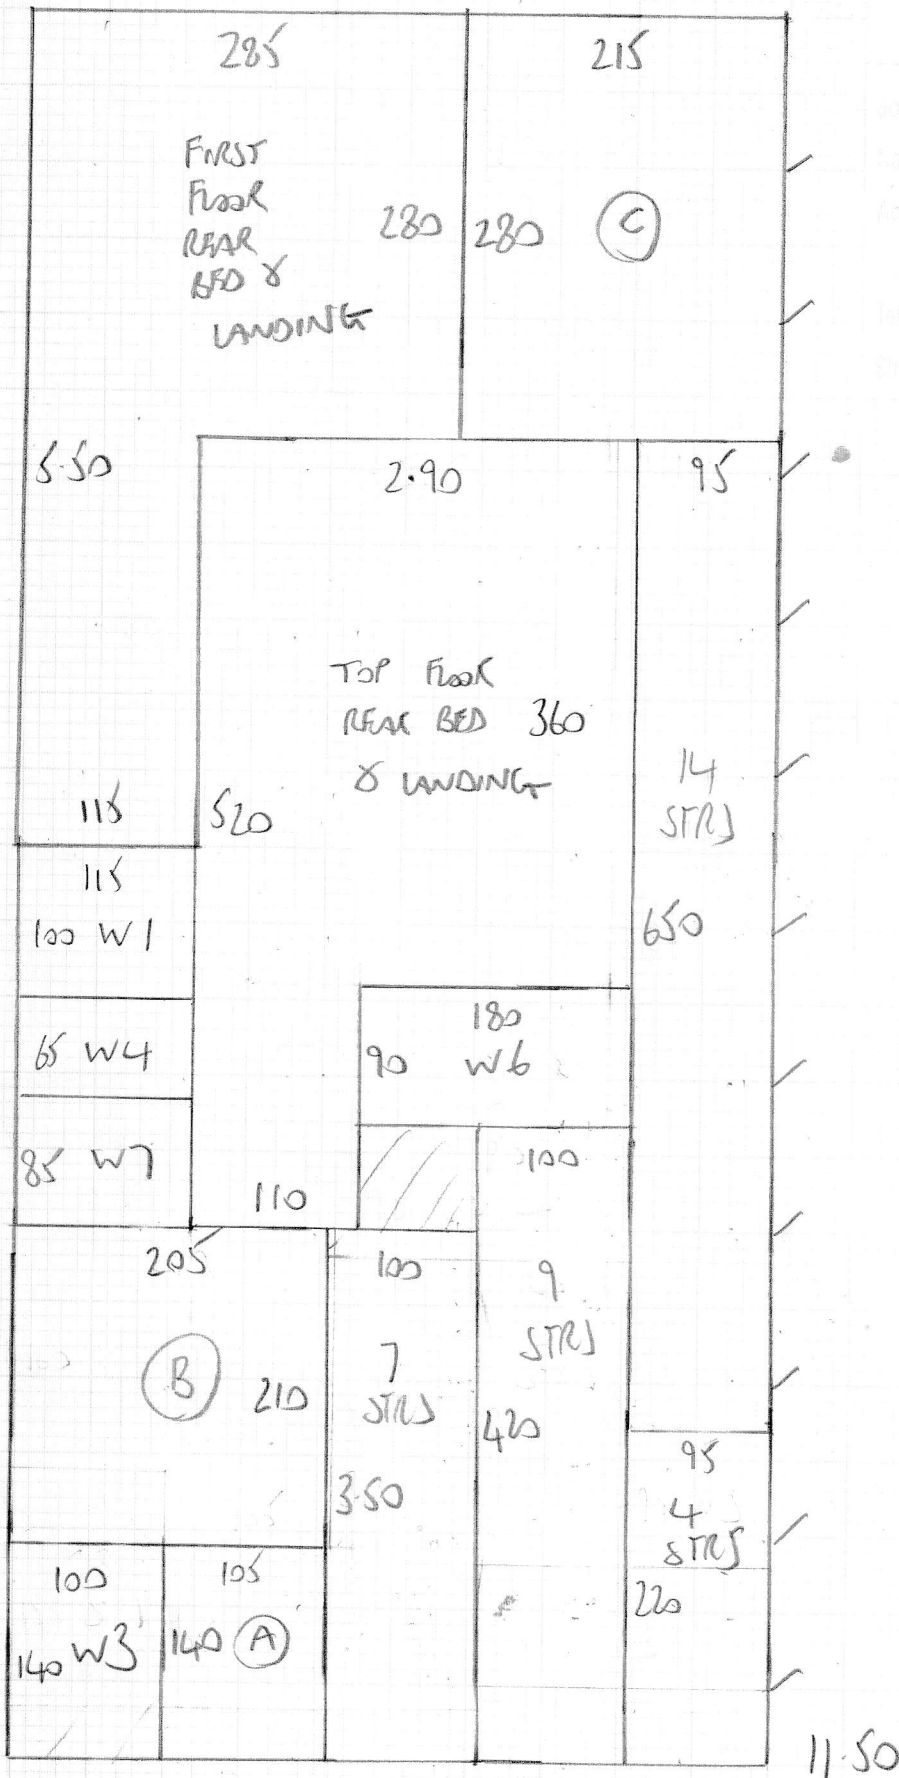 285
215
FIRST
FLOOR
REAR
BED &
LANDING
280
280
C
5.50
2.90
95
TOP FLOOR
REAR BED 360
& LANDING
14
STRS
115
520
115
100 W1
650
180
90 W6
65 W4
85 W7
110
100
205
100
9
STRS
B
210
7
STRS
420
3.50
95
4
STRS
220
100
105
140 W3
140 A
11.50